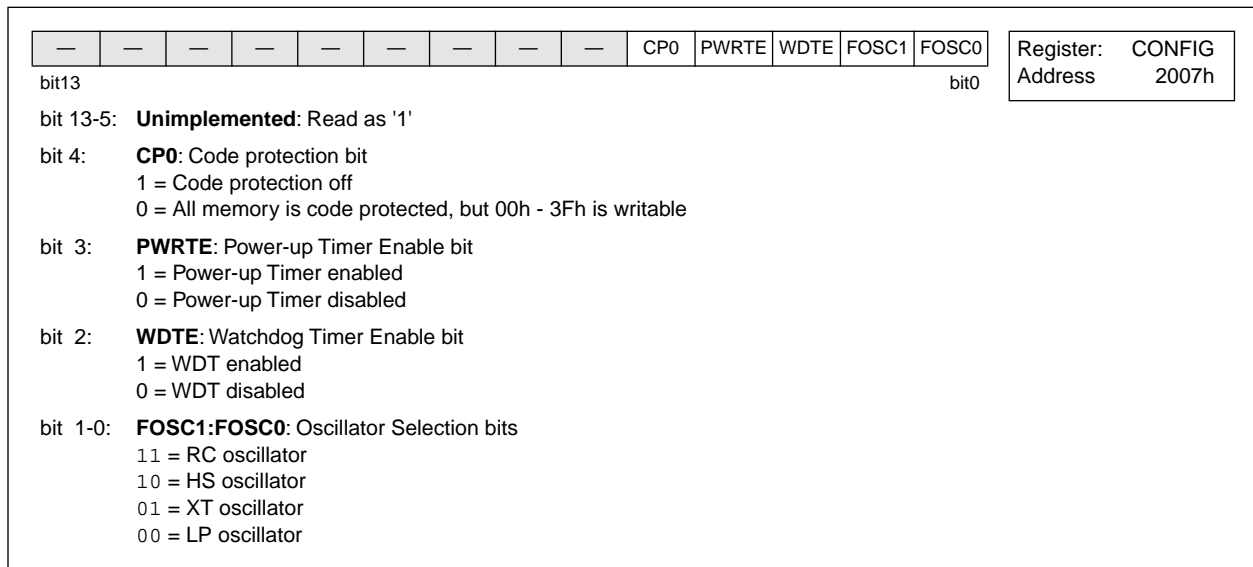 — — — — — — — — — CP0 PWRTE WDTE FOSC1 FOSC0
bit13 bit0
Register: CONFIG
Address 2007h
bit 13-5: Unimplemented: Read as '1'
bit 4: CP0: Code protection bit
1 = Code protection off
0 = All memory is code protected, but 00h - 3Fh is writable
bit 3: PWRTE: Power-up Timer Enable bit
1 = Power-up Timer enabled
0 = Power-up Timer disabled
bit 2: WDTE: Watchdog Timer Enable bit
1 = WDT enabled
0 = WDT disabled
bit 1-0: FOSC1:FOSC0: Oscillator Selection bits
11 = RC oscillator
10 = HS oscillator
01 = XT oscillator
00 = LP oscillator